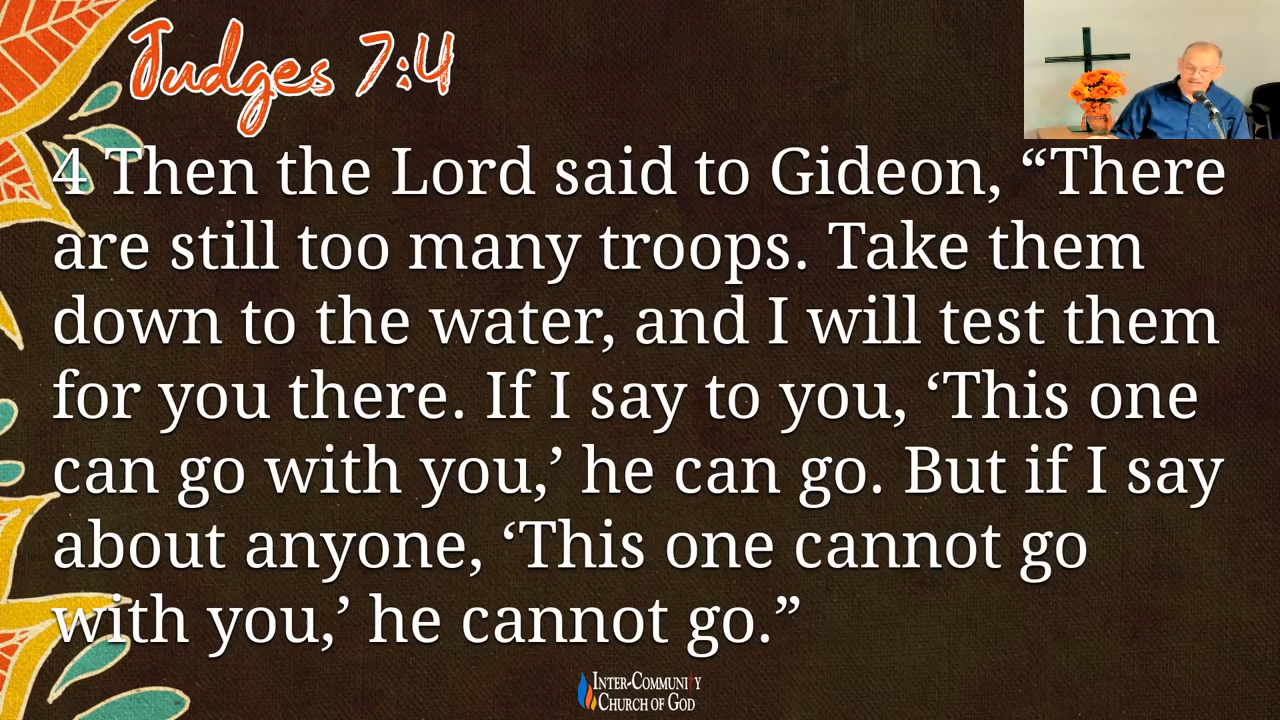 Judges 7:4
4 Then the Lord said to Gideon, “There
are still too many troops. Take them
down to the water, and I will test them
for you there. If I say to you, ‘This one
can go with you,’ he can go. But if I say
about anyone, ‘This one cannot go
with you,’ he cannot go.”
INTER-COMMUNITY
CHURCH OF GOD